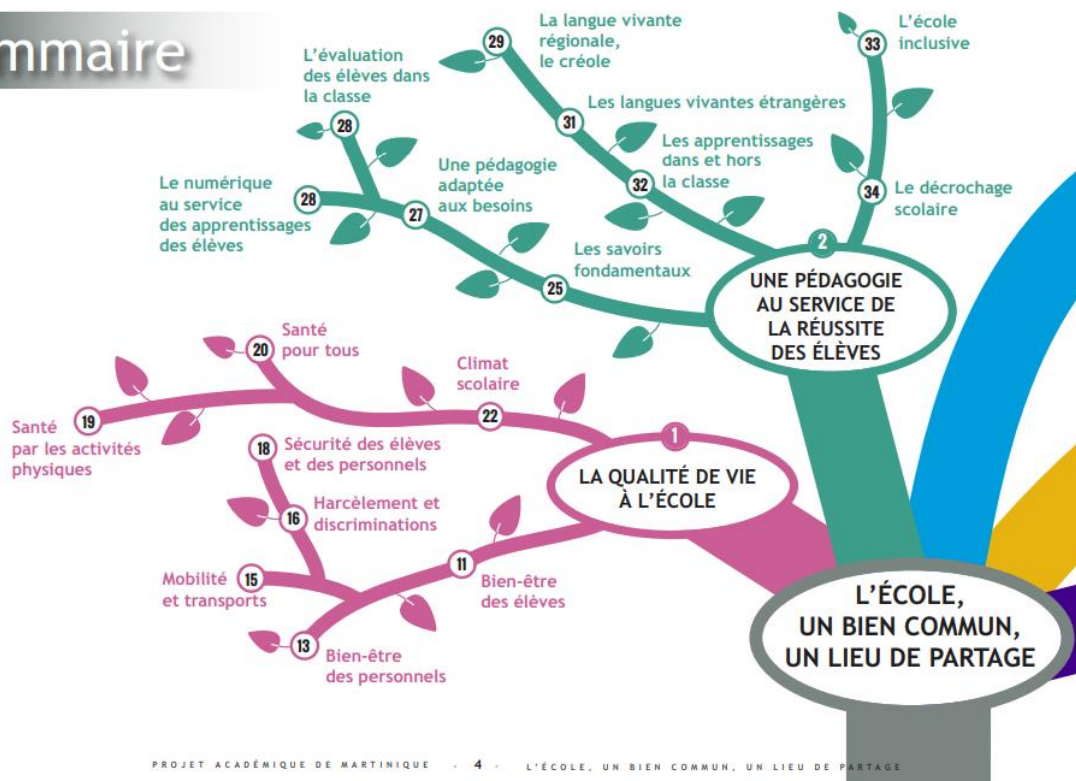 mmaire
29
La langue vivante
régionale,
le créole
33
L'école
inclusive
L'évaluation
des élèves dans
la classe
28
31
Les langues vivantes étrangères
32
Les apprentissages
dans et hors
la classe
Le numérique
au service
des apprentissages
des élèves
28
27
Une pédagogie
adaptée
aux besoins
34
Le décrochage
scolaire
25
Les savoirs
fondamentaux
2
UNE PÉDAGOGIE
AU SERVICE DE
LA RÉUSSITE
DES ÉLÈVES
20
Santé
pour tous
Climat
scolaire
22
19
Santé
par les activités
physiques
18
Sécurité des élèves
et des personnels
1
LA QUALITÉ DE VIE
À L'ÉCOLE
16
Harcèlement et
discriminations
11
Bien-être
des élèves
Mobilité
et transports
15
13
Bien-être
des personnels
L'ÉCOLE,
UN BIEN COMMUN,
UN LIEU DE PARTAGE
PROJET ACADÉMIQUE DE MARTINIQUE - 4 - L'ÉCOLE, UN BIEN COMMUN, UN LIEU DE PARTAGE